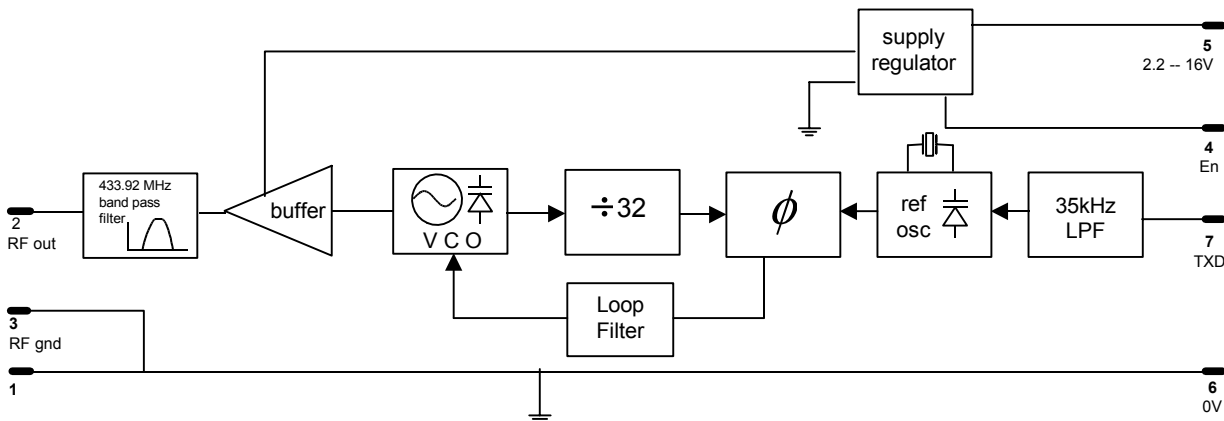 supply
regulator
5
2.2 -- 16V
4
En
433.92 MHz
band pass
filter
buffer
V C O
÷32
ϕ
ref
osc
35kHz
LPF
2
RF out
7
TXD
Loop
Filter
3
RF gnd
1
6
0V